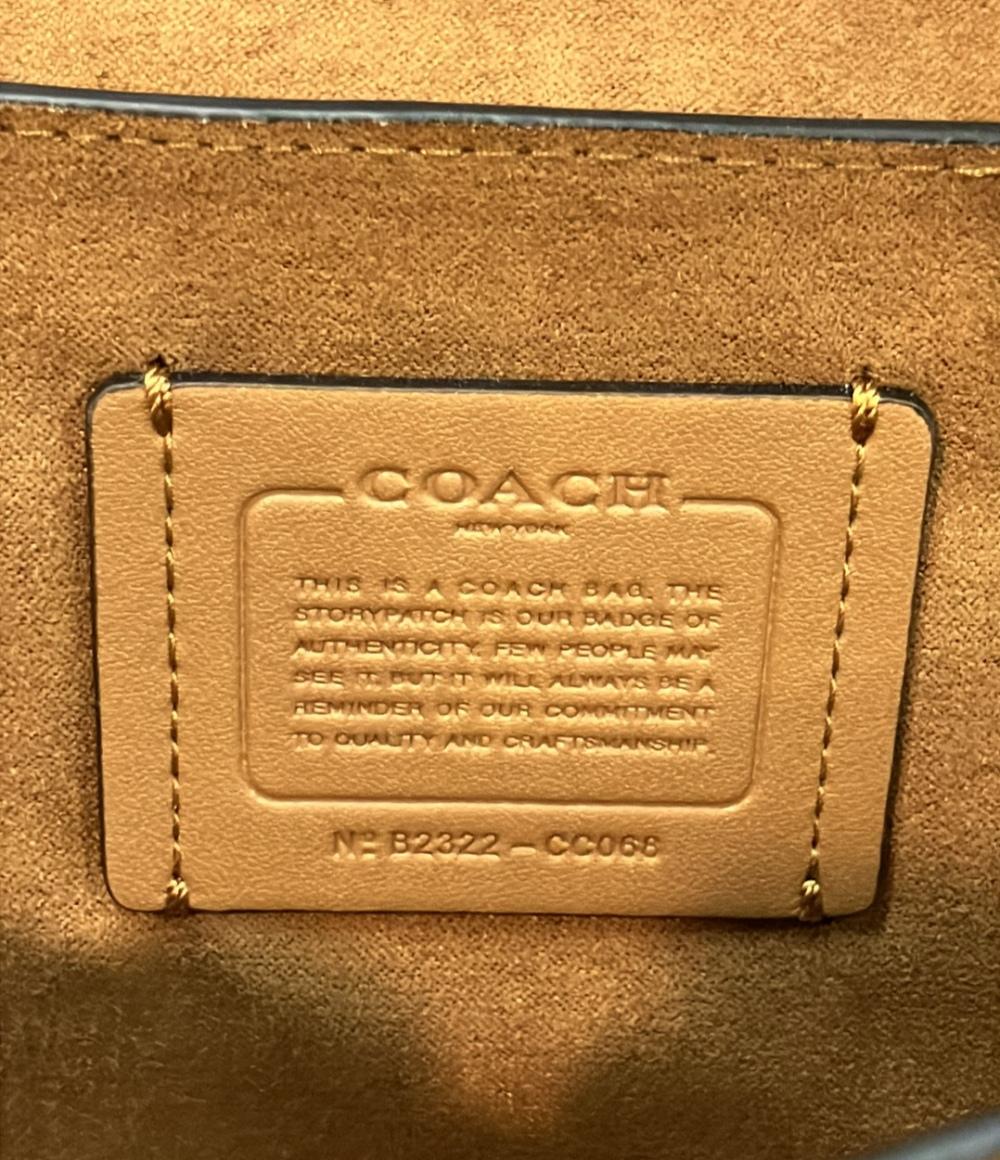 COACH
NEW YORK
THIS IS A COACH BAG. THE
STORYPATCH IS OUR BADGE OF
AUTHENTICITY. FEW PEOPLE MAY
SEE IT. BUT IT WILL ALWAYS BE A
REMINDER OF OUR COMMITMENT
TO QUALITY AND CRAFTSMANSHIP.
Nº B2322 – CC068